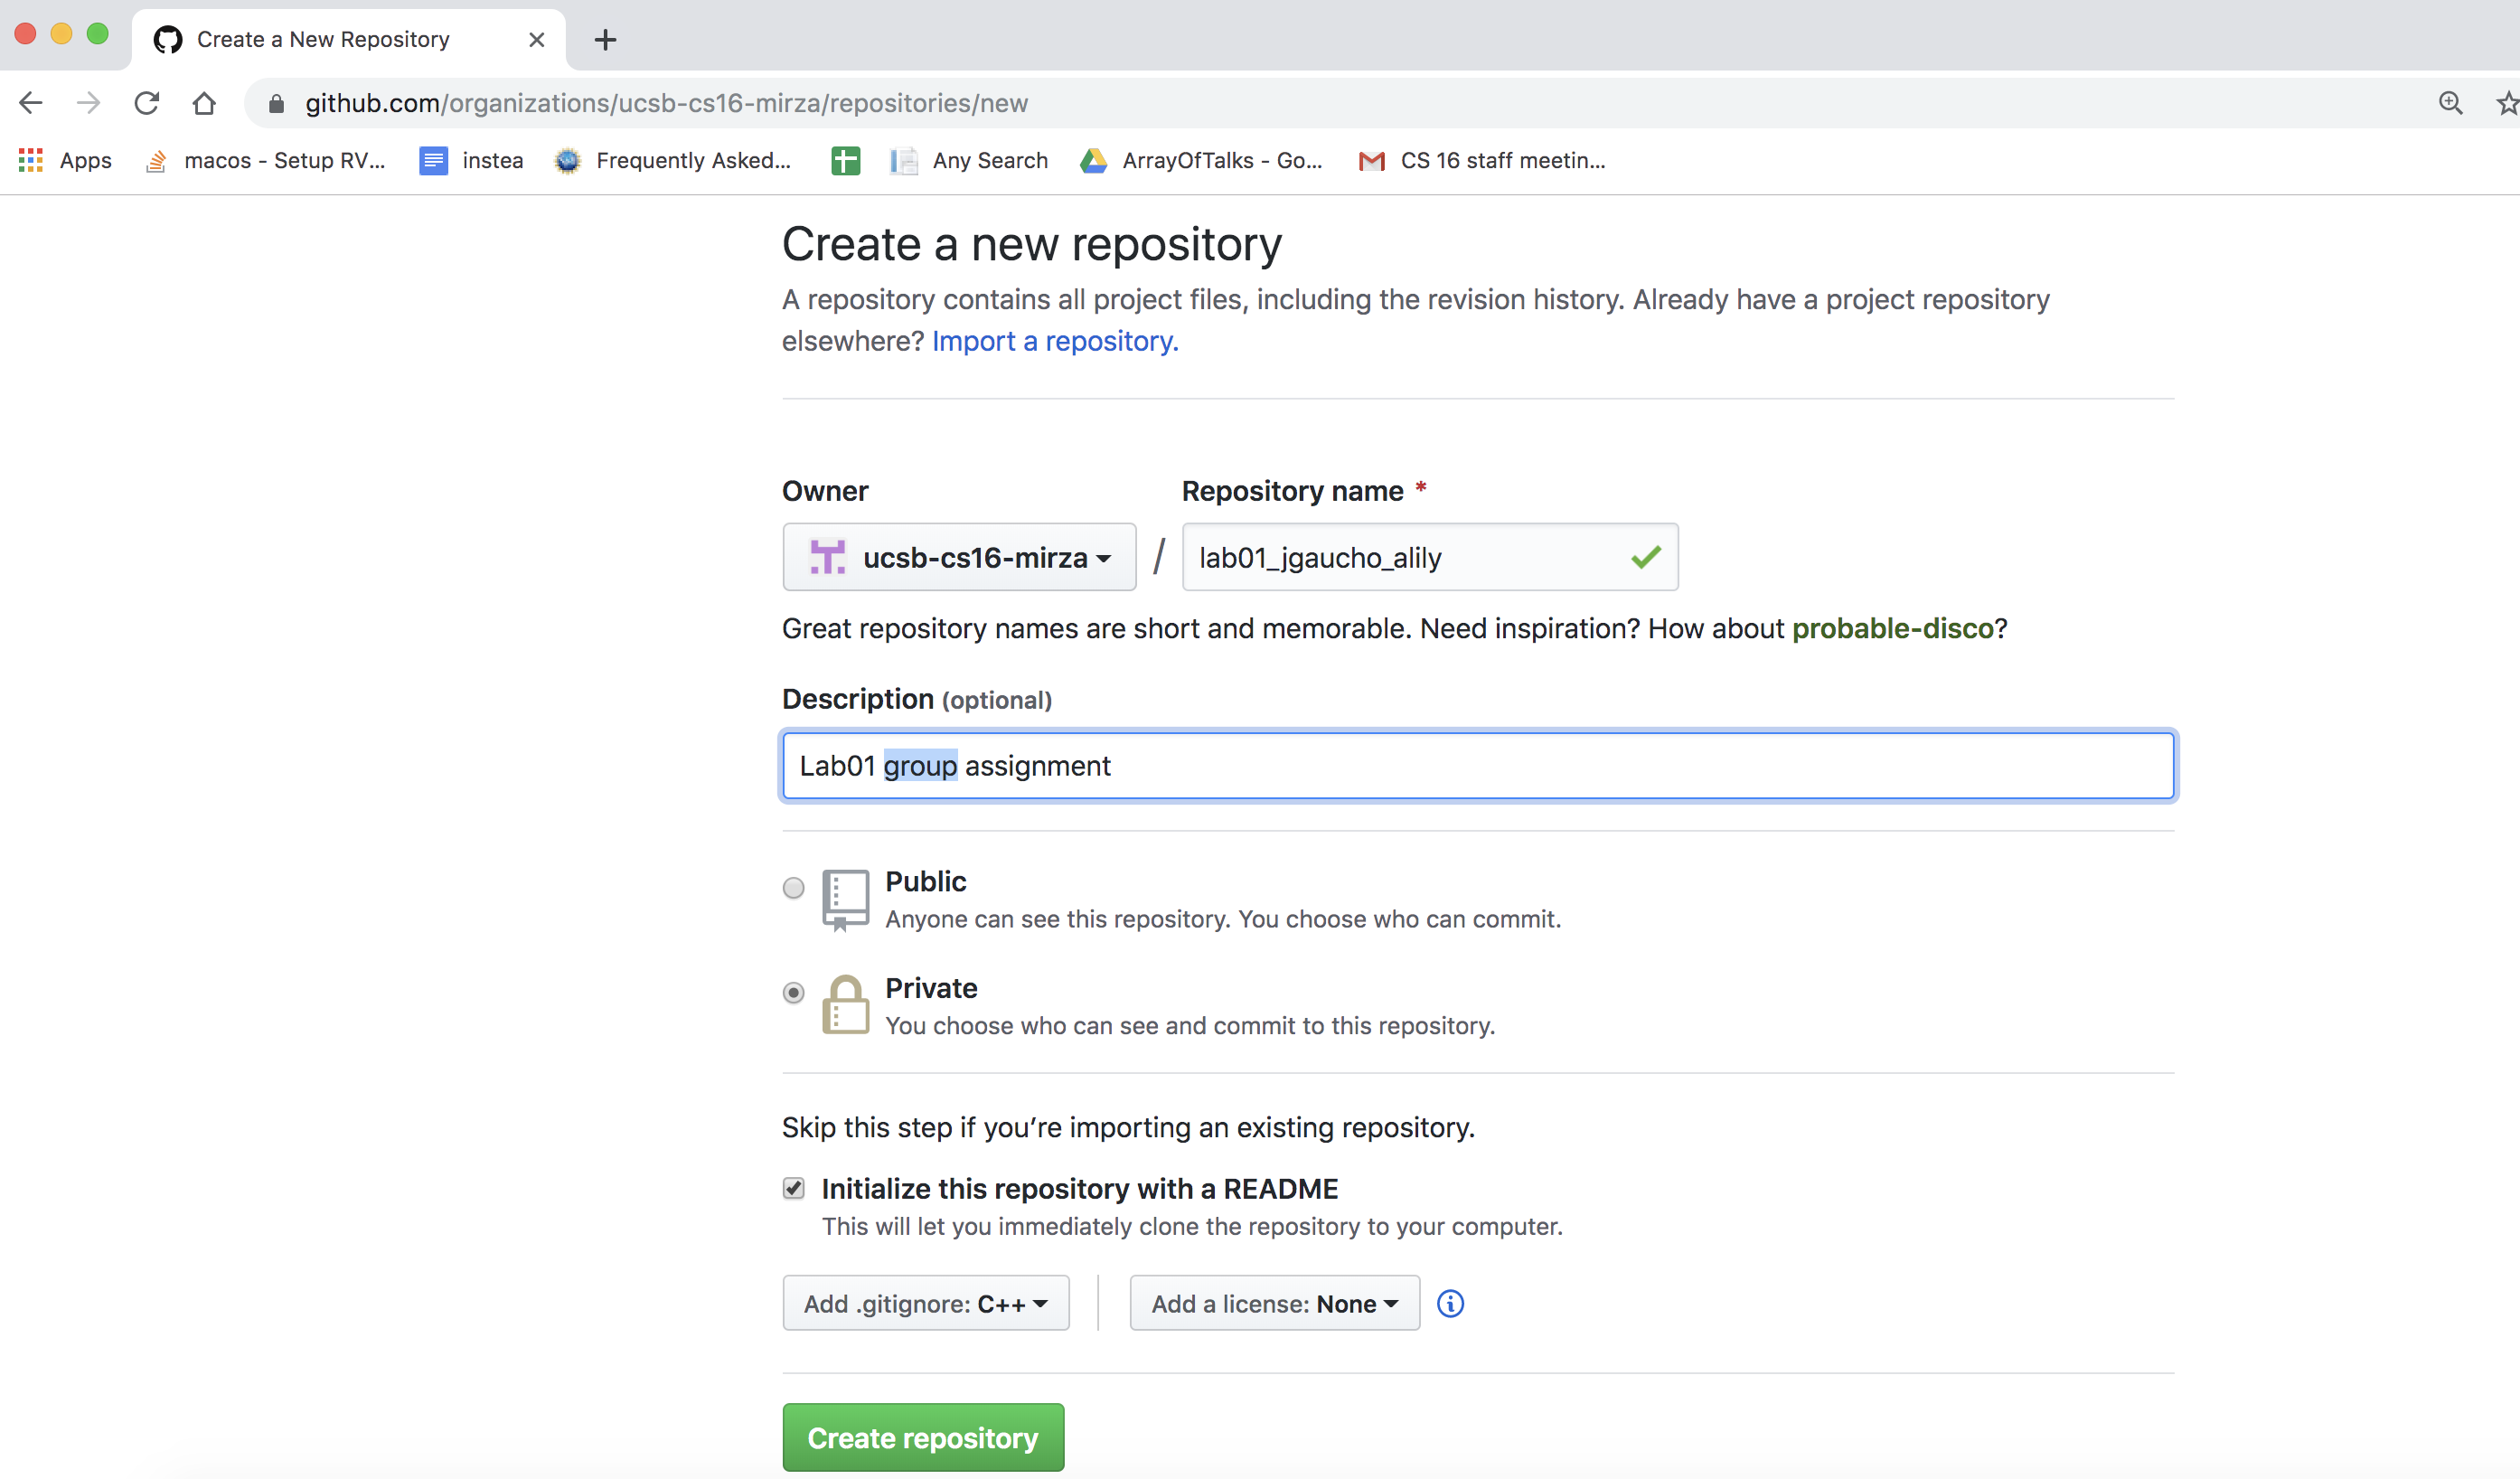 Create a New Repository
github.com/organizations/ucsb-cs16-mirza/repositories/new
Apps macos - Setup RV... instea Frequently Asked... Any Search ArrayOfTalks - Go... CS 16 staff meetin...
Create a new repository
A repository contains all project files, including the revision history. Already have a project repository
elsewhere? Import a repository.
Owner Repository name *
ucsb-cs16-mirza / lab01_jgaucho_alily
Great repository names are short and memorable. Need inspiration? How about probable-disco?
Description (optional)
Lab01 group assignment
Public
Anyone can see this repository. You choose who can commit.
Private
You choose who can see and commit to this repository.
Skip this step if you’re importing an existing repository.
Initialize this repository with a README
This will let you immediately clone the repository to your computer.
Add .gitignore: C++ Add a license: None
Create repository